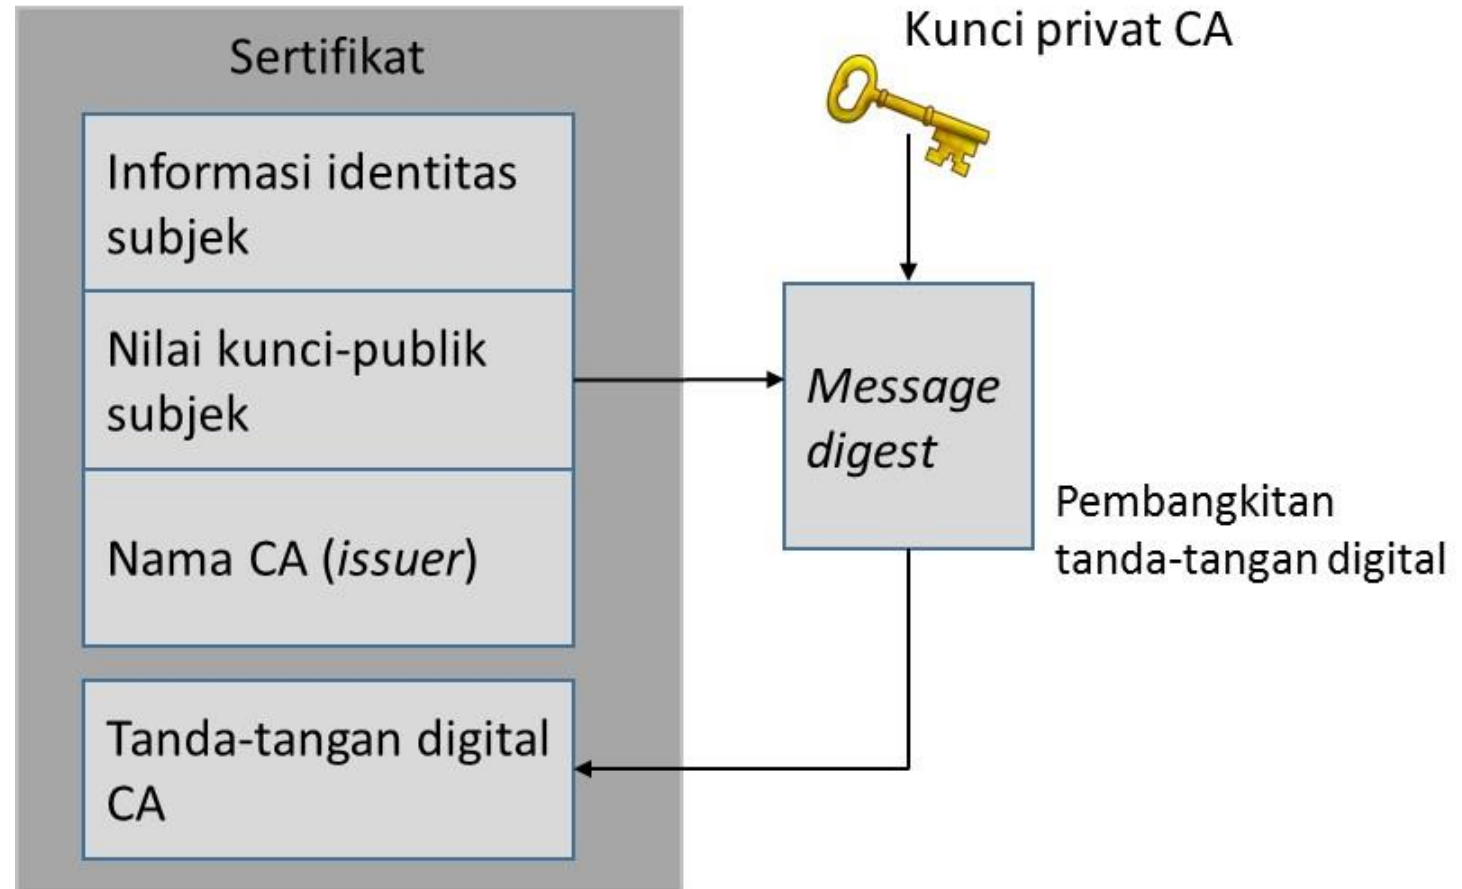 Sertifikat
Kunci privat CA
Informasi identitas
subjek
Nilai kunci-publik
subjek
Message
digest
Nama CA (issuer)
Pembangkitan
tanda-tangan digital
Tanda-tangan digital
CA